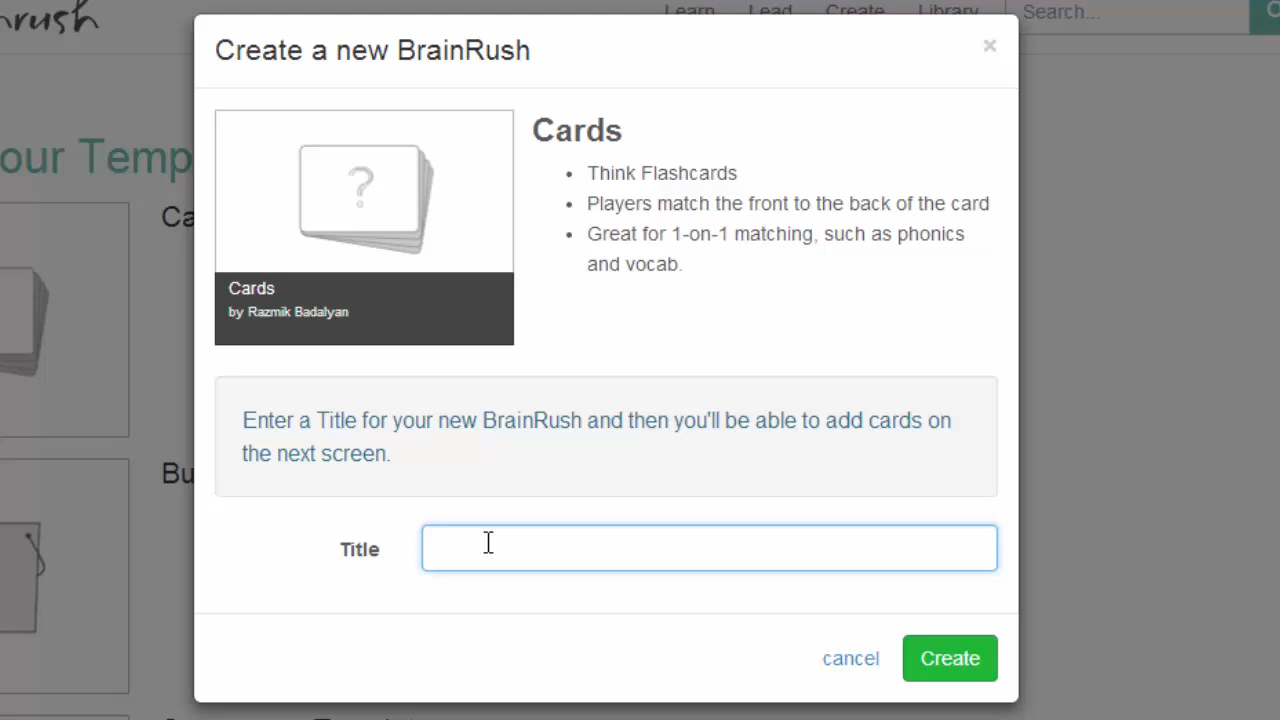 rush
Learn Lead Create Library Search...
Create a new BrainRush
×
our Temp
Cards
Think Flashcards
Players match the front to the back of the card
Great for 1-on-1 matching, such as phonics
and vocab.
?
Cards
by Razmik Badalyan
Ca
Enter a Title for your new BrainRush and then you'll be able to add cards on
the next screen.
Bu
Title
cancel Create